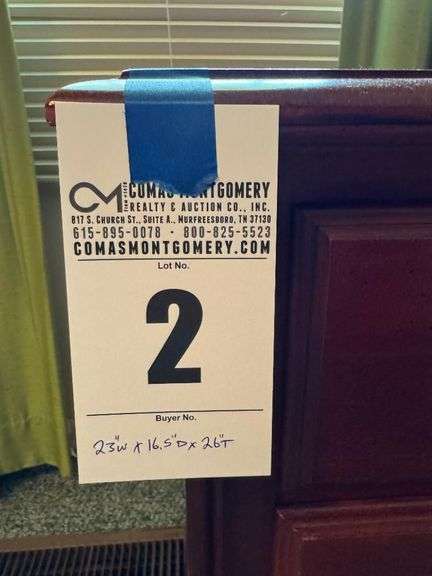 CM COMAS MONTGOMERY
REALTY & AUCTION CO., INC.
817 S. CHURCH ST., SUITE A., MURFREESBORO, TN 37130
615-895-0078 • 800-825-5523
COMASMONTGOMERY.COM
Lot No.
2
Buyer No.
23"W X 16.5"D X 26"T